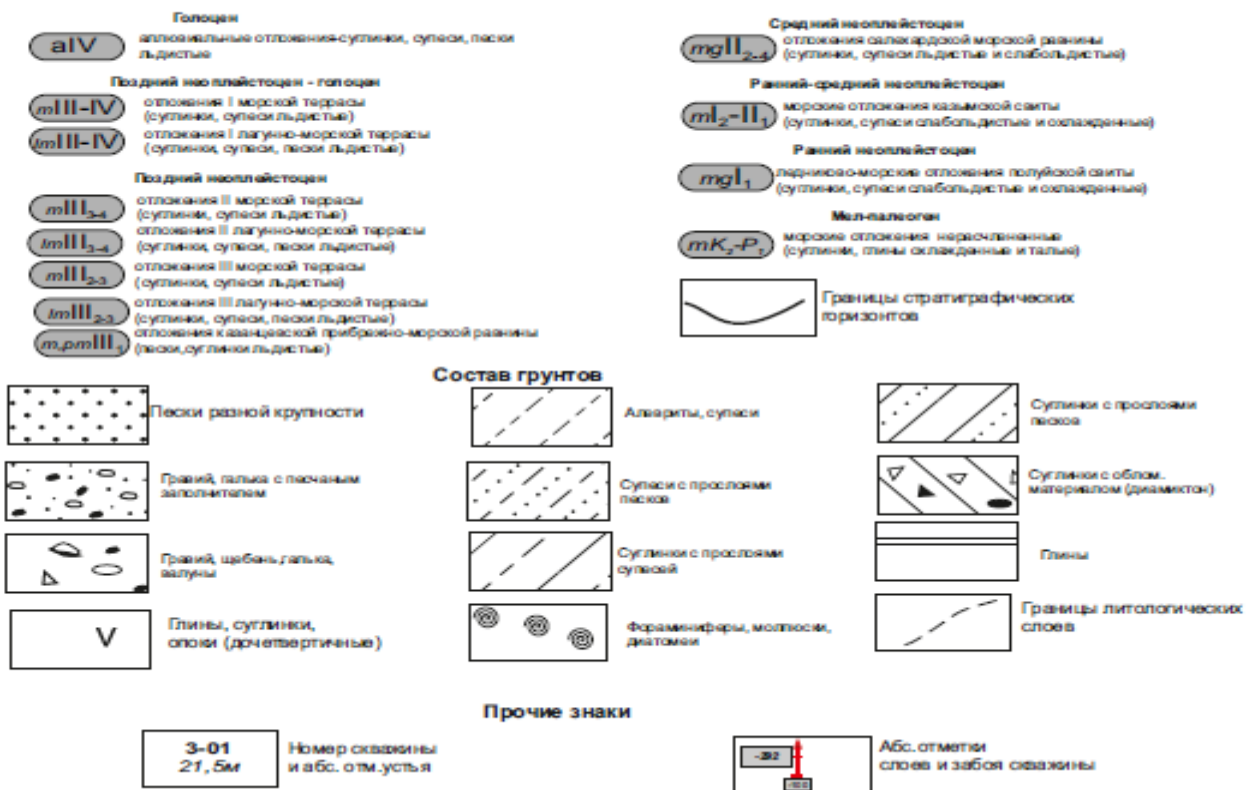 Голоцен
aIV
аллювиальные отложения-суглинки, супеси, пески
льдистые
Поздний неоплейстоцен - голоцен
mIII-IV
отложения I морской террасы
(суглинки, супеси льдистые)
lmIII-IV
отложения I лагунно-морской террасы
(суглинки, супеси, пески льдистые)
Поздний неоплейстоцен
mIII3-4
отложения II морской террасы
(суглинки, супеси льдистые)
lmIII3-4
отложения II лагунно-морской террасы
(суглинки, супеси, пески льдистые)
mIII2-3
отложения III морской террасы
(суглинки, супеси льдистые)
lmIII2-3
отложения III лагунно-морской террасы
(суглинки, супеси, пески льдистые)
m,pmIII1
отложения казанцевской прибрежно-морской равнины
(пески,суглинки льдистые)
Средний неоплейстоцен
mgII2-4
отложения салехардской морской равнины
(суглинки, супеси льдистые и слабольдистые)
Ранний-средний неоплейстоцен
mI2-II1
морские отложения казымской свиты
(суглинки, супеси слабольдистые и охлажденные)
Ранний неоплейстоцен
mgI1
ледниково-морские отложения полуйской свиты
(суглинки, супеси слабольдистые и охлажденные)
Мел-палеоген
mK2-P1
морские отложения нерасчлененные
(суглинки, глины охлажденные и талые)
Границы стратиграфических
горизонтов
Состав грунтов
Пески разной крупности
Алевриты, супеси
Суглинки с прослоями
песков
Гравий, галька с песчаным
заполнителем
Супеси с прослоями
песков
Суглинки с облом.
материалом (диамиктон)
Гравий, щебень,галька,
валуны
Суглинки с прослоями
супесей
Глины
V
Глины, суглинки,
опоки (дочетвертичные)
Фораминиферы, моллюски,
диатомеи
Границы литологических
слоев
Прочие знаки
3-01
21,5м
Номер скважины
и абс. отм.устья
-392
Абс.отметки
слоев и забоя скважины